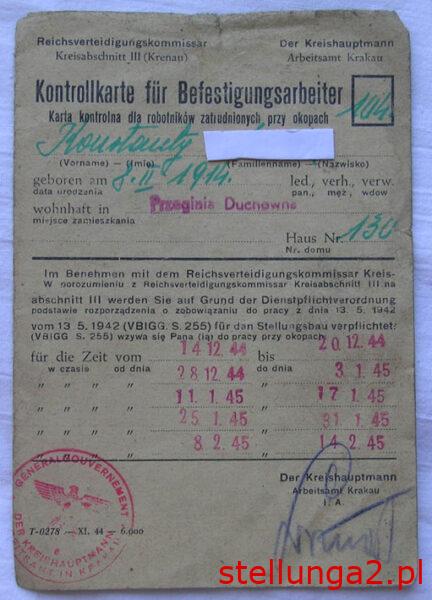 Reichsverteidigungskommissar
Kreisabschnitt III (Krenau)
Der Kreishauptmann
Arbeitsamt Krakau
Kontrollkarte für Befestigungsarbeiter 104
Karta kontrolna dla robotników zatrudnionych przy okopach
Konstanty
(Vorname) — (Imię) (Familienname) — (Nazwisko)
geboren am 8. II 1914. led., verh., verw.
data urodzenia pan., męż., wdow
wohnhaft in Przeginia Duchowne
miejsce zamieszkania
Haus Nr. 130
Nr. domu
Im Benehmen mit dem Reichsverteidigungskommissar Kreis-
W porozumieniu z Reichsverteidigungskommissar Kreisabschnitt III na
abschnitt III werden Sie auf Grund der Dienstpflichtverordnung
podstawie rozporządzenia o zobowiązaniu do pracy z dnia 13. 5. 1942
vom 13 5. 1942 (VBIGG. S. 255) für den Stellungsbau verpflichtet:
(VBIGG S. 255) wzywa się Pana (ią) do pracy przy okopach
für die Zeit vom 14 12. 44 bis 20. 12. 44
w czasie od dnia 28 12. 44 do dnia 3. 1. 45
" " " 11. 1. 45 " 17 1. 45
" " " 25. 1. 45 " 31. 1. 45
" " " 8. 2. 45 " 14. 2. 45
Der Kreishauptmann
Arbeitsamt Krakau
I. A.
GENERALGOUVERNEMENT
DER KREISHAUPTMANN
IN KRAKAU
T-0278 — XI. 44 — 6.000
stellunga2.pl